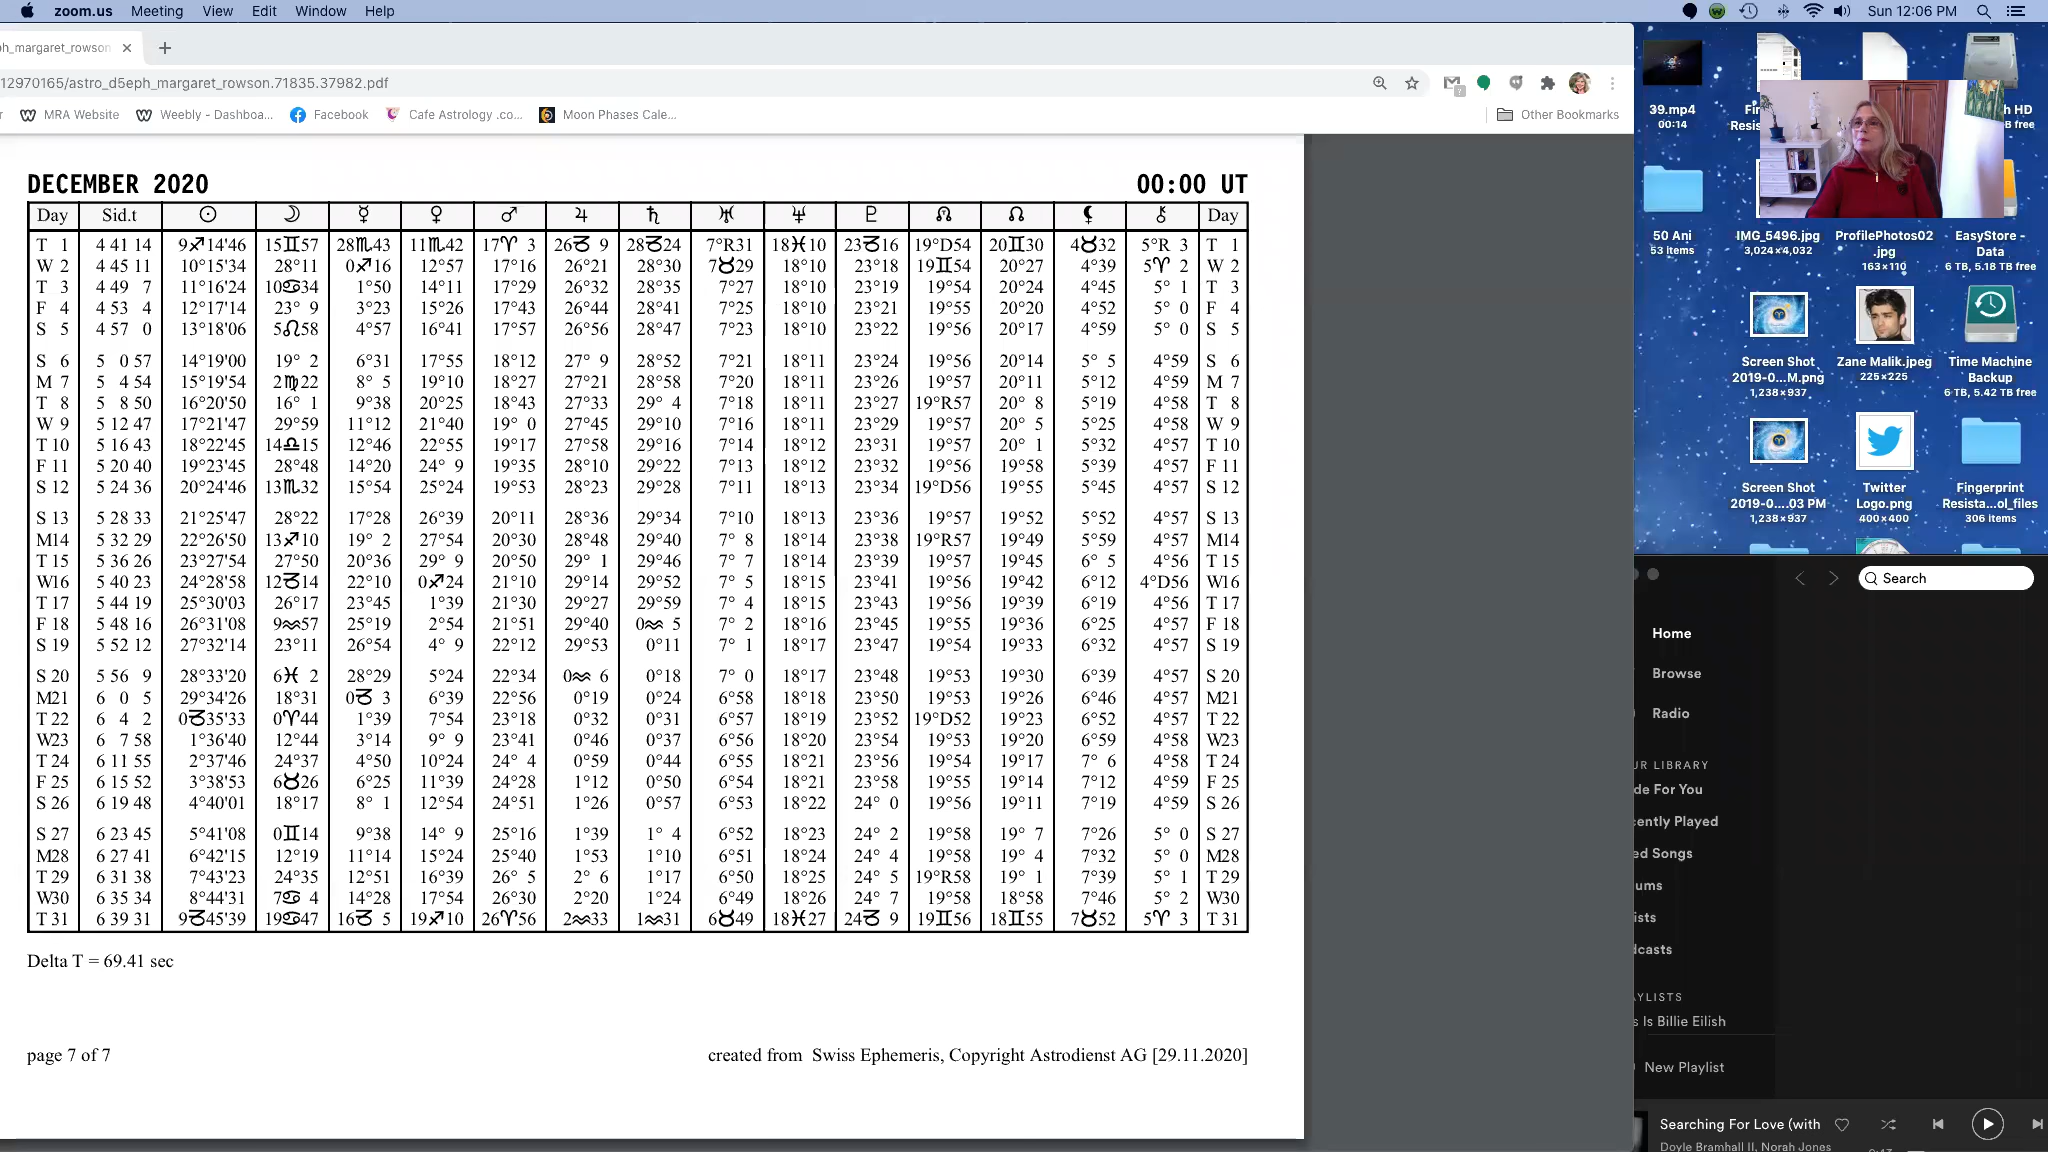 zoom.us Meeting View Edit Window Help Sun 12:06 PM
ph_margaret_rowson
12970165/astro_d5eph_margaret_rowson.71835.37982.pdf
MRA Website Weebly - Dashboa... Facebook Cafe Astrology .co... Moon Phases Cale... Other Bookmarks
DECEMBER 2020 00:00 UT
Day Sid.t ☉ ☽ ☿ ♀ ♂ ♃ ♄ ♅ ♆ ♇ ☊ ☊ ⚸ ⚷ Day
T 1 4 41 14 9♐14'46 15♊57 28♏43 11♏42 17♈ 3 26♑ 9 28♑24 7°R31 18♓10 23♑16 19°D54 20♊30 4♉32 5°R 3 T 1
W 2 4 45 11 10°15'34 28°11 0♐16 12°57 17°16 26°21 28°30 7♉29 18°10 23°18 19♊54 20°27 4°39 5♈ 2 W 2
T 3 4 49 7 11°16'24 10♋34 1°50 14°11 17°29 26°32 28°35 7°27 18°10 23°19 19°54 20°24 4°45 5° 1 T 3
F 4 4 53 4 12°17'14 23° 9 3°23 15°26 17°43 26°44 28°41 7°25 18°10 23°21 19°55 20°20 4°52 5° 0 F 4
S 5 4 57 0 13°18'06 5♌58 4°57 16°41 17°57 26°56 28°47 7°23 18°10 23°22 19°56 20°17 4°59 5° 0 S 5
S 6 5 0 57 14°19'00 19° 2 6°31 17°55 18°12 27° 9 28°52 7°21 18°11 23°24 19°56 20°14 5° 5 4°59 S 6
M 7 5 4 54 15°19'54 2♍22 8° 5 19°10 18°27 27°21 28°58 7°20 18°11 23°26 19°57 20°11 5°12 4°59 M 7
T 8 5 8 50 16°20'50 16° 1 9°38 20°25 18°43 27°33 29° 4 7°18 18°11 23°27 19°R57 20° 8 5°19 4°58 T 8
W 9 5 12 47 17°21'47 29°59 11°12 21°40 19° 0 27°45 29°10 7°16 18°11 23°29 19°57 20° 5 5°25 4°58 W 9
T 10 5 16 43 18°22'45 14♎15 12°46 22°55 19°17 27°58 29°16 7°14 18°12 23°31 19°57 20° 1 5°32 4°57 T 10
F 11 5 20 40 19°23'45 28°48 14°20 24° 9 19°35 28°10 29°22 7°13 18°12 23°32 19°56 19°58 5°39 4°57 F 11
S 12 5 24 36 20°24'46 13♏32 15°54 25°24 19°53 28°23 29°28 7°11 18°13 23°34 19°D56 19°55 5°45 4°57 S 12
S 13 5 28 33 21°25'47 28°22 17°28 26°39 20°11 28°36 29°34 7°10 18°13 23°36 19°57 19°52 5°52 4°57 S 13
M14 5 32 29 22°26'50 13♐10 19° 2 27°54 20°30 28°48 29°40 7° 8 18°14 23°38 19°R57 19°49 5°59 4°57 M14
T 15 5 36 26 23°27'54 27°50 20°36 29° 9 20°50 29° 1 29°46 7° 7 18°14 23°39 19°57 19°45 6° 5 4°56 T 15
W16 5 40 23 24°28'58 12♑14 22°10 0♐24 21°10 29°14 29°52 7° 5 18°15 23°41 19°56 19°42 6°12 4°D56 W16
T 17 5 44 19 25°30'03 26°17 23°45 1°39 21°30 29°27 29°59 7° 4 18°15 23°43 19°56 19°39 6°19 4°56 T 17
F 18 5 48 16 26°31'08 9♒57 25°19 2°54 21°51 29°40 0♒ 5 7° 2 18°16 23°45 19°55 19°36 6°25 4°57 F 18
S 19 5 52 12 27°32'14 23°11 26°54 4° 9 22°12 29°53 0°11 7° 1 18°17 23°47 19°54 19°33 6°32 4°57 S 19
S 20 5 56 9 28°33'20 6♓ 2 28°29 5°24 22°34 0♒ 6 0°18 7° 0 18°17 23°48 19°53 19°30 6°39 4°57 S 20
M21 6 0 5 29°34'26 18°31 0♑ 3 6°39 22°56 0°19 0°24 6°58 18°18 23°50 19°53 19°26 6°46 4°57 M21
T 22 6 4 2 0♑35'33 0♈44 1°39 7°54 23°18 0°32 0°31 6°57 18°19 23°52 19°D52 19°23 6°52 4°57 T 22
W23 6 7 58 1°36'40 12°44 3°14 9° 9 23°41 0°46 0°37 6°56 18°20 23°54 19°53 19°20 6°59 4°58 W23
T 24 6 11 55 2°37'46 24°37 4°50 10°24 24° 4 0°59 0°44 6°55 18°21 23°56 19°54 19°17 7° 6 4°58 T 24
F 25 6 15 52 3°38'53 6♉26 6°25 11°39 24°28 1°12 0°50 6°54 18°21 23°58 19°55 19°14 7°12 4°59 F 25
S 26 6 19 48 4°40'01 18°17 8° 1 12°54 24°51 1°26 0°57 6°53 18°22 24° 0 19°56 19°11 7°19 4°59 S 26
S 27 6 23 45 5°41'08 0♊14 9°38 14° 9 25°16 1°39 1° 4 6°52 18°23 24° 2 19°58 19° 7 7°26 5° 0 S 27
M28 6 27 41 6°42'15 12°19 11°14 15°24 25°40 1°53 1°10 6°51 18°24 24° 4 19°58 19° 4 7°32 5° 0 M28
T 29 6 31 38 7°43'23 24°35 12°51 16°39 26° 5 2° 6 1°17 6°50 18°25 24° 5 19°R58 19° 1 7°39 5° 1 T 29
W30 6 35 34 8°44'31 7♋ 4 14°28 17°54 26°30 2°20 1°24 6°49 18°26 24° 7 19°58 18°58 7°46 5° 2 W30
T 31 6 39 31 9♑45'39 19♋47 16♑ 5 19♐10 26♈56 2♒33 1♒31 6♉49 18♓27 24♑ 9 19♊56 18♊55 7♉52 5♈ 3 T 31
Delta T = 69.41 sec
page 7 of 7 created from Swiss Ephemeris, Copyright Astrodienst AG [29.11.2020]
39.mp4
00:14
Resis
h HD
B free
50 Ani
53 items
IMG_5496.jpg
3,024×4,032
ProfilePhotos02
.jpg
163×110
EasyStore -
Data
6 TB, 5.18 TB free
Screen Shot
2019-0...M.png
1,238×937
Zane Malik.jpeg
225×225
Time Machine
Backup
6 TB, 5.42 TB free
Screen Shot
2019-0....03 PM
1,238×937
Twitter
Logo.png
400×400
Fingerprint
Resista...ol_files
306 items
Search
Home
Browse
Radio
UR LIBRARY
de For You
cently Played
ed Songs
ums
ists
dcasts
AYLISTS
s Is Billie Eilish
New Playlist
Searching For Love (with
Doyle Bramhall II, Norah Jones